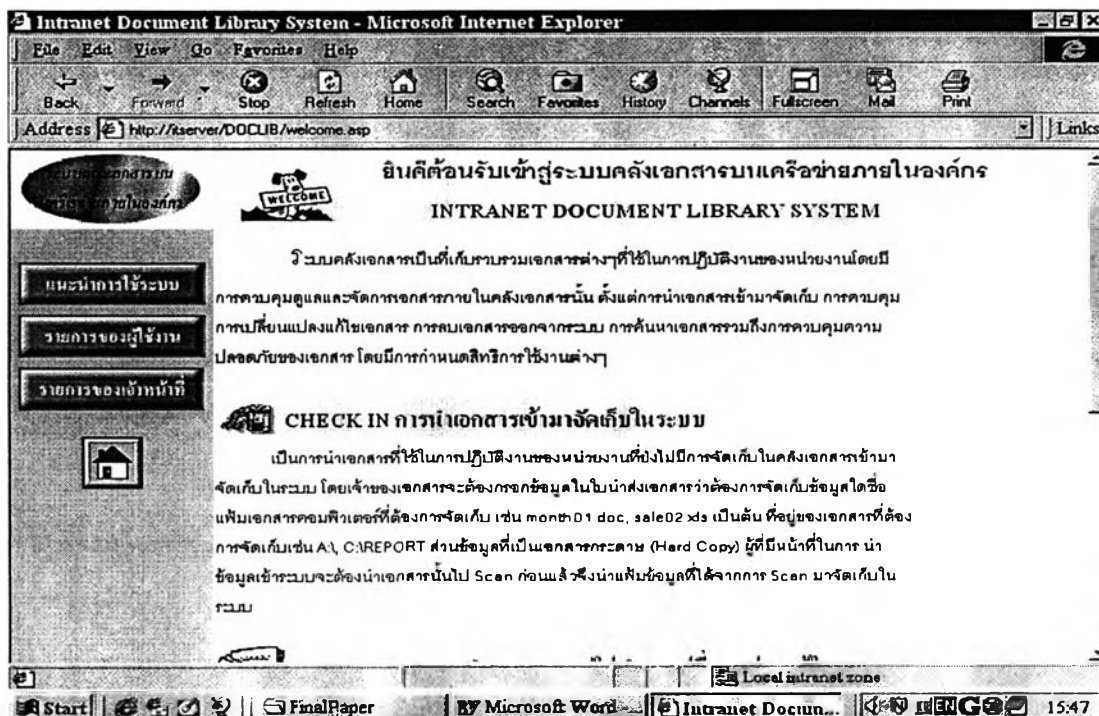 Intranet Document Library System - Microsoft Internet Explorer
File Edit View Go Favorites Help
Back Forward Stop Refresh Home Search Favorites History Channels Fullscreen Mail Print
Address http://itserver/DOCLIB/welcome.asp Links
WELCOME
ยินดีต้อนรับเข้าสู่ระบบคลังเอกสารบนเครือข่ายภายในองค์กร
INTRANET DOCUMENT LIBRARY SYSTEM
แนะนำการใช้ระบบ
รายการของผู้ใช้งาน
รายการของเจ้าหน้าที่
ระบบคลังเอกสารเป็นที่เก็บรวบรวมเอกสารต่างๆที่ใช้ในการปฏิบัติงานของหน่วยงานโดยมี
การควบคุมดูแลและจัดการเอกสารภายในคลังเอกสารนั้น ตั้งแต่การนำเอกสารเข้ามาจัดเก็บ การควบคุม
การเปลี่ยนแปลงแก้ไขเอกสาร การลบเอกสารออกจากระบบ การค้นหาเอกสารรวมถึงการควบคุมความ
ปลอดภัยของเอกสาร โดยมีการกำหนดสิทธิการใช้งานต่างๆ
CHECK IN การนำเอกสารเข้ามาจัดเก็บในระบบ
เป็นการนำเอกสารที่ใช้ในการปฏิบัติงานของหน่วยงานที่ยังไม่มีการจัดเก็บในคลังเอกสารเข้ามา
จัดเก็บในระบบ โดยเจ้าของเอกสารจะต้องกรอกข้อมูลในใบนำส่งเอกสารว่าต้องการจัดเก็บข้อมูลใดชื่อ
แฟ้มเอกสารคอมพิวเตอร์ที่ต้องการจัดเก็บ เช่น month01 doc, sale02 xls เป็นต้น ที่อยู่ของเอกสารที่ต้อง
การจัดเก็บเช่น A:\, C:\REPORT ส่วนข้อมูลที่เป็นเอกสารกระดาษ (Hard Copy) ผู้ที่มีหน้าที่ในการ นำ
ข้อมูลเข้าระบบจะต้องนำเอกสารนั้นไป Scan ก่อนแล้วจึงนำแฟ้มข้อมูลที่ได้จากการ Scan มาจัดเก็บใน
ระบบ
Local intranet zone
Start FinalPaper Microsoft Word Intranet Docum... 15:47